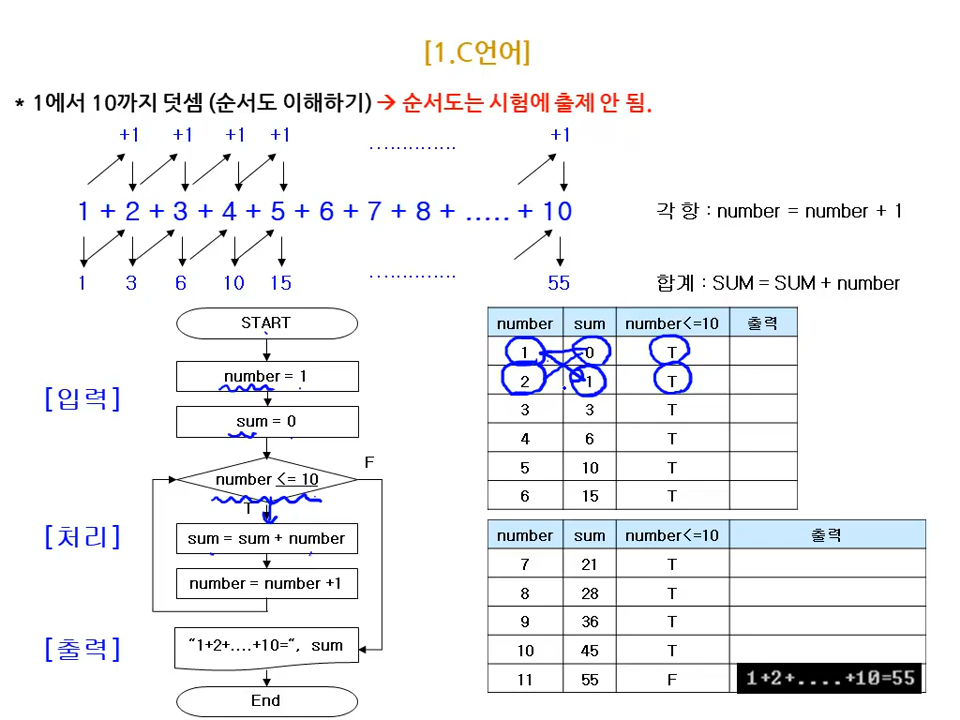 [1.C언어]
* 1에서 10까지 덧셈 (순서도 이해하기) → 순서도는 시험에 출제 안 됨.
+1 +1 +1 +1 ............. +1
1 + 2 + 3 + 4 + 5 + 6 + 7 + 8 + ..... + 10
각 항 : number = number + 1
1 3 6 10 15 ............. 55
합계 : SUM = SUM + number
START
[입력]
number = 1
sum = 0
number <= 10
F
T
[처리]
sum = sum + number
number = number +1
[출력]
"1+2+....+10=", sum
End
number sum number<=10 출력
1 0 T
2 1 T
3 3 T
4 6 T
5 10 T
6 15 T
number sum number<=10 출력
7 21 T
8 28 T
9 36 T
10 45 T
11 55 F 1+2+....+10=55